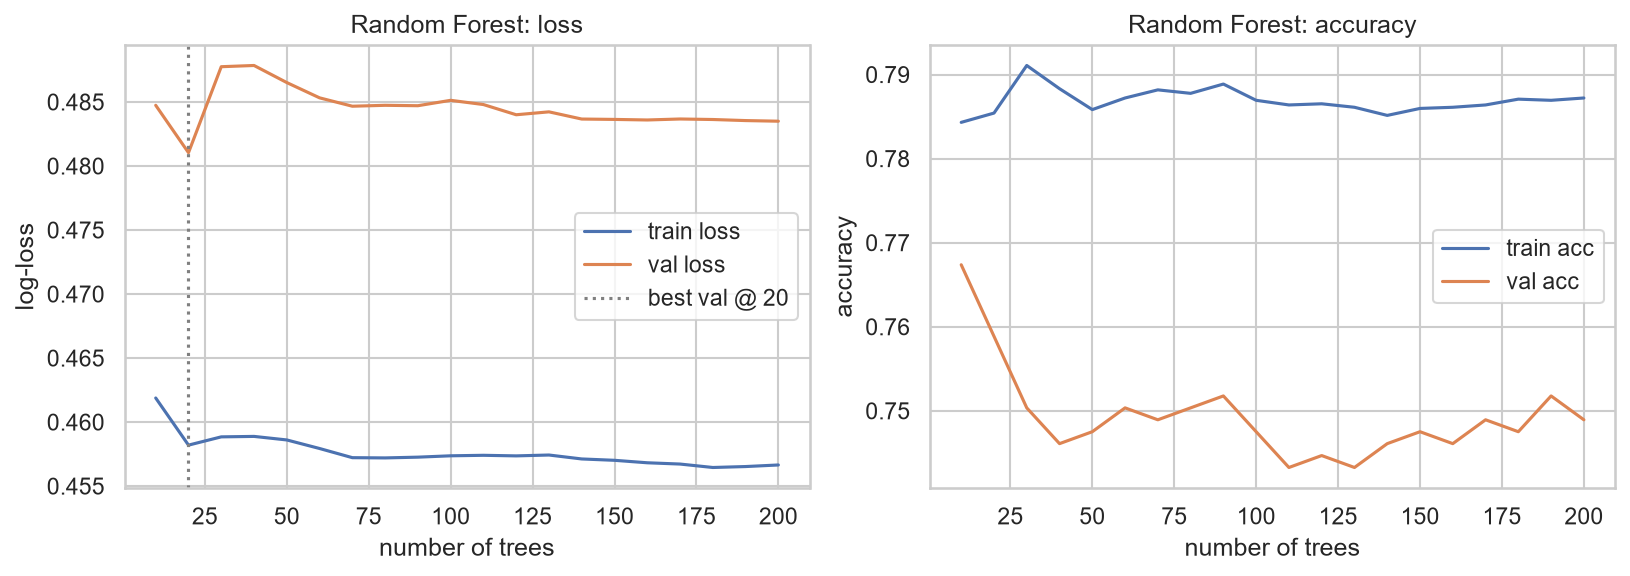 Random Forest: loss
log-loss
0.485
0.480
0.475
0.470
0.465
0.460
0.455
train loss
val loss
best val @ 20
25 50 75 100 125 150 175 200
number of trees
Random Forest: accuracy
accuracy
0.79
0.78
0.77
0.76
0.75
train acc
val acc
25 50 75 100 125 150 175 200
number of trees